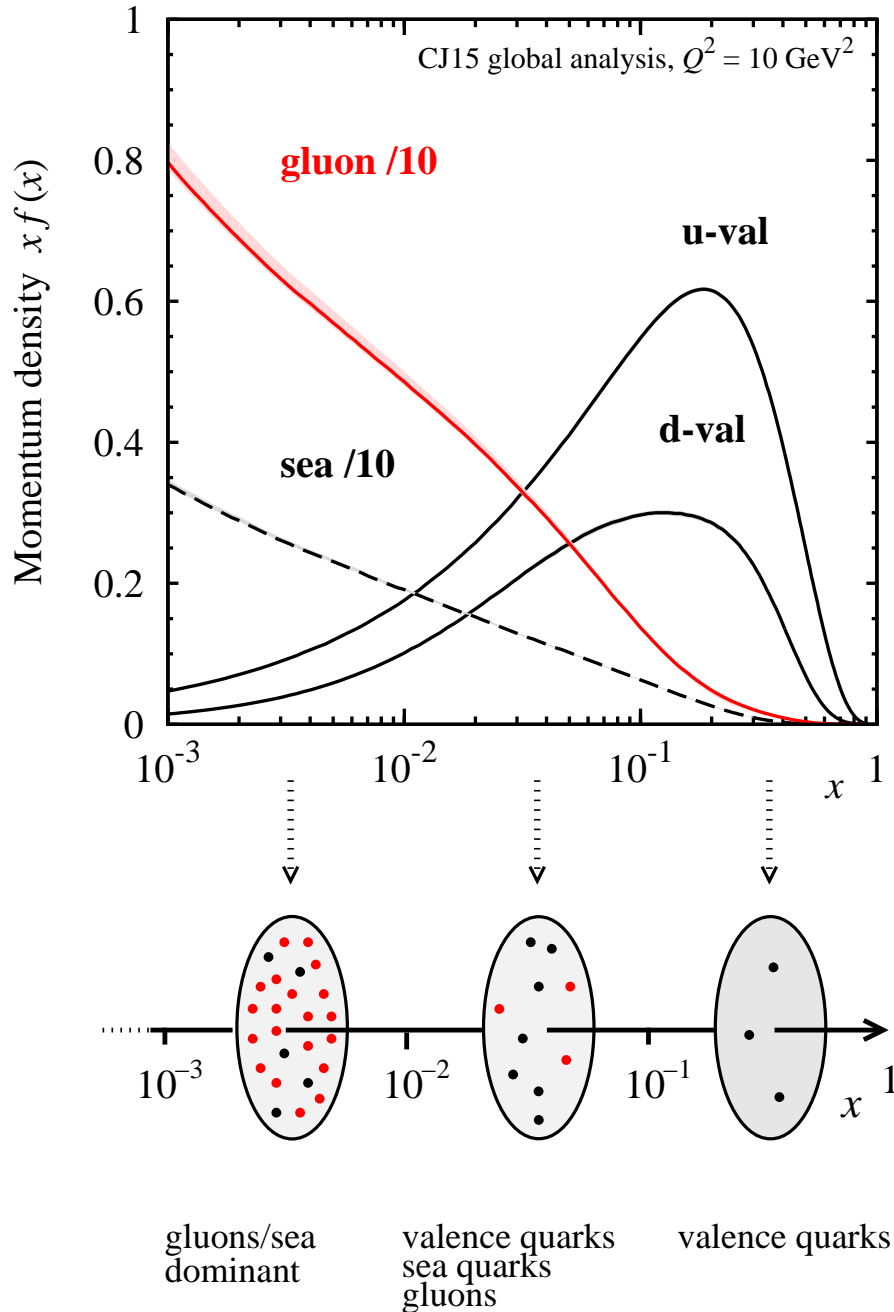 1
CJ15 global analysis, Q² = 10 GeV²
0.8
gluon /10
u-val
0.6
Momentum density x f (x)
d-val
0.4
sea /10
0.2
0
10⁻³ 10⁻² 10⁻¹ x 1
10⁻³ 10⁻² 10⁻¹ x 1
gluons/sea
dominant
valence quarks
sea quarks
gluons
valence quarks